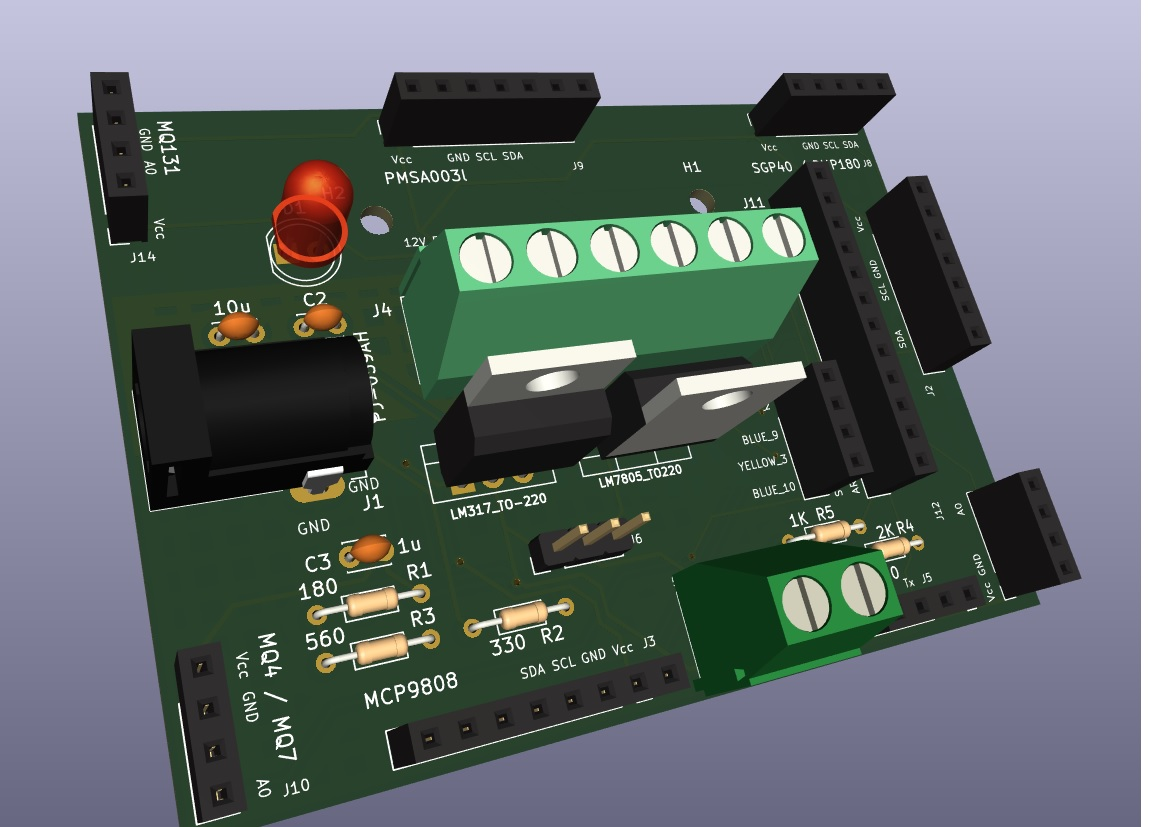 MQ131
GND A0
Vcc
J14
Vcc
GND SCL SDA
PMSA003I
J9
H1
Vcc
GND SCL SDA
SGP40 /
J8
J11
Vcc
SCL GND
SDA
J2
H2
D1
12V
10u
C2
J4
GND
J1
GND
LM317_TO-220
LM7805_TO220
BLUE_9
YELLOW_3
BLUE_10
J12
A0
Vcc GND
C3
1u
180
R1
560
R3
330 R2
1K R5
2K R4
Tx J5
SDA SCL GND Vcc J3
MCP9808
MQ4 / MQ7
Vcc GND
A0
J10